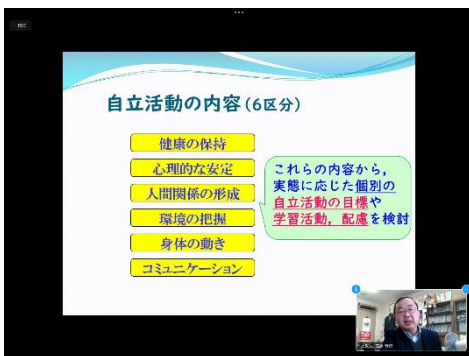 REC
自立活動の内容(6区分)
健康の保持
心理的な安定
人間関係の形成
環境の把握
身体の動き
コミュニケーション
これらの内容から,
実態に応じた個別の
自立活動の目標や
学習活動,配慮を検討